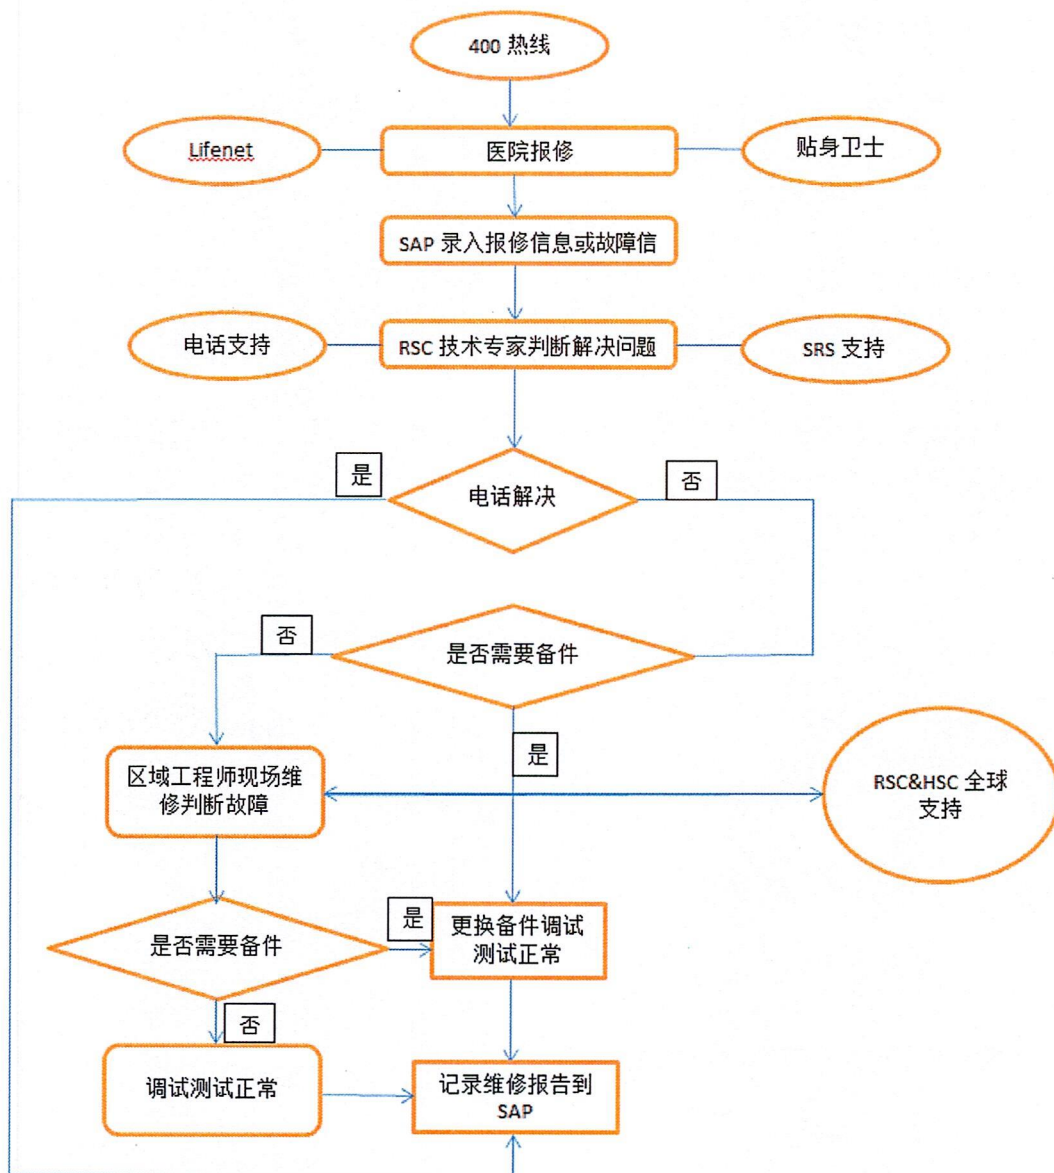 400 热线
Lifenet
医院报修
贴身卫士
SAP 录入报修信息或故障信
电话支持
RSC 技术专家判断解决问题
SRS 支持
是
电话解决
否
否
是否需要备件
是
区域工程师现场维
修判断故障
RSC&HSC 全球
支持
是否需要备件
是
更换备件调试
测试正常
否
调试测试正常
记录维修报告到
SAP